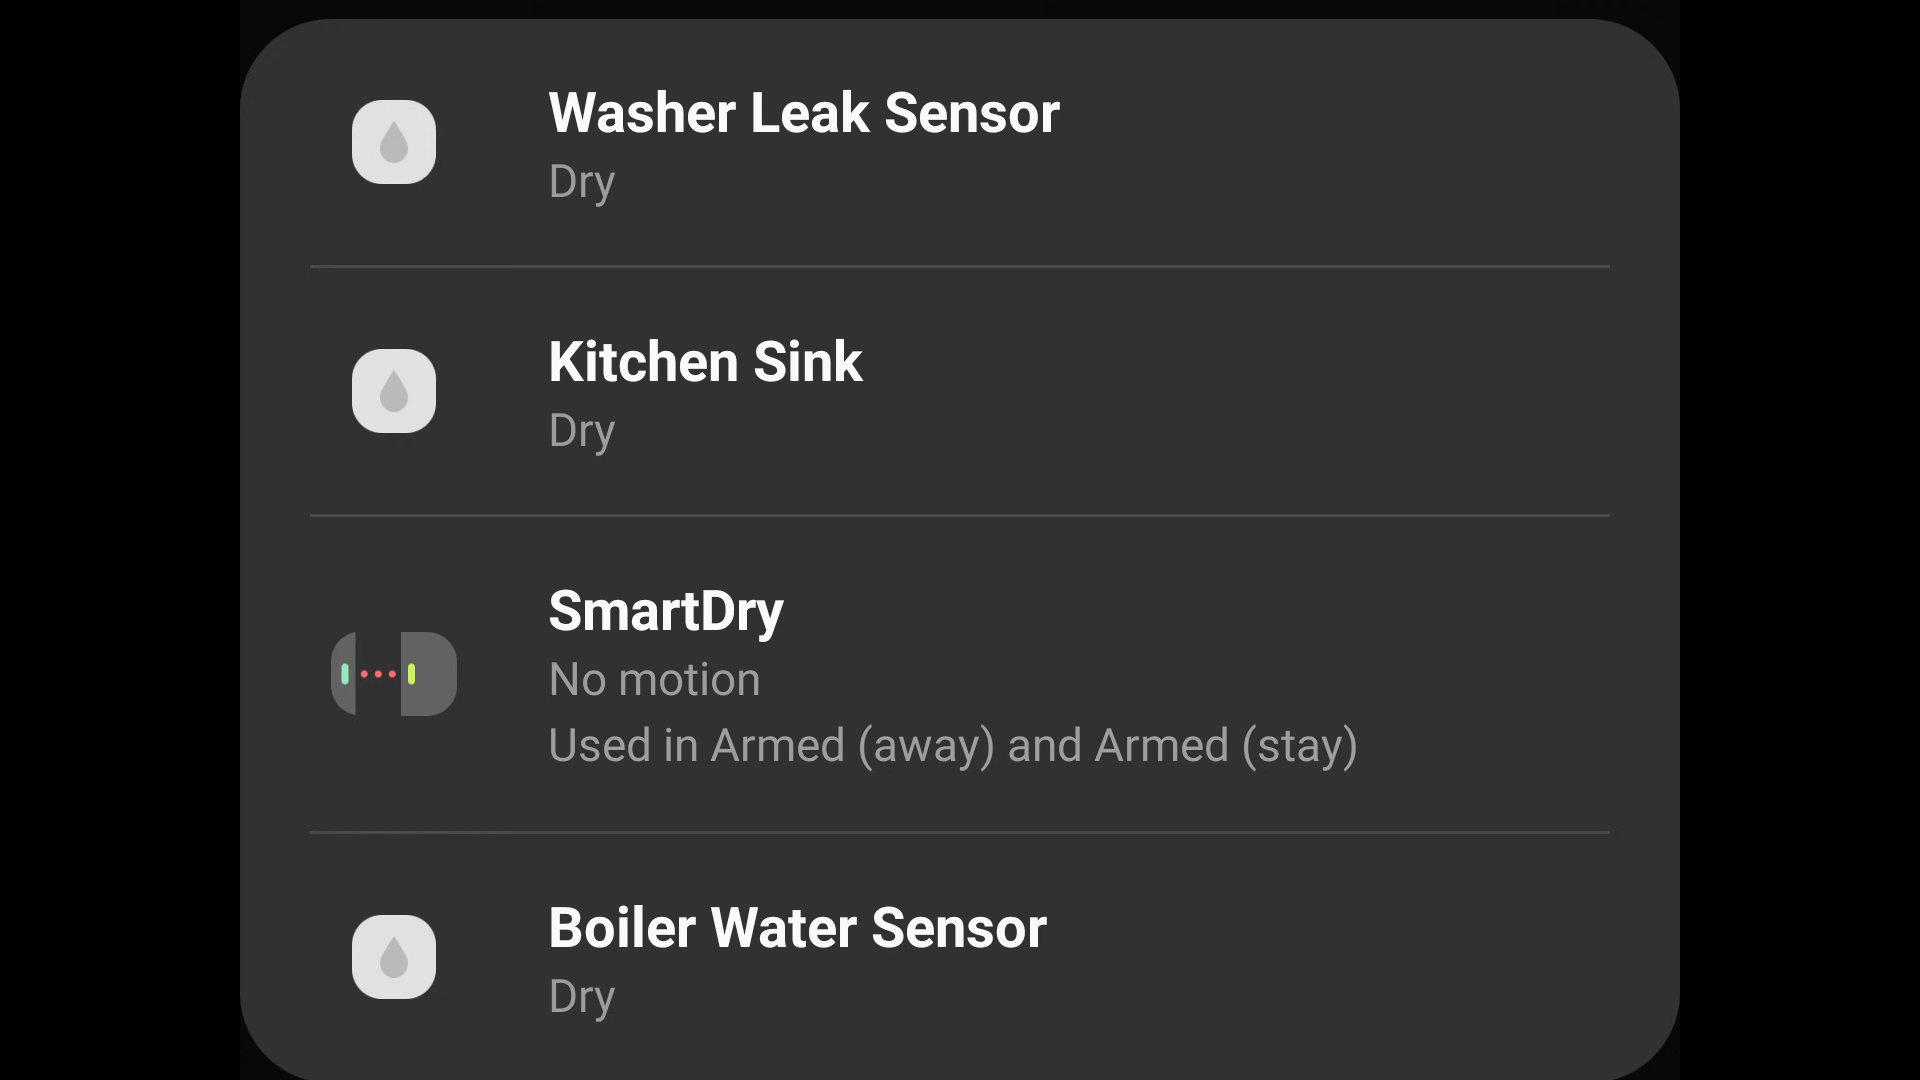 Washer Leak Sensor
Dry
Kitchen Sink
Dry
SmartDry
No motion
Used in Armed (away) and Armed (stay)
Boiler Water Sensor
Dry